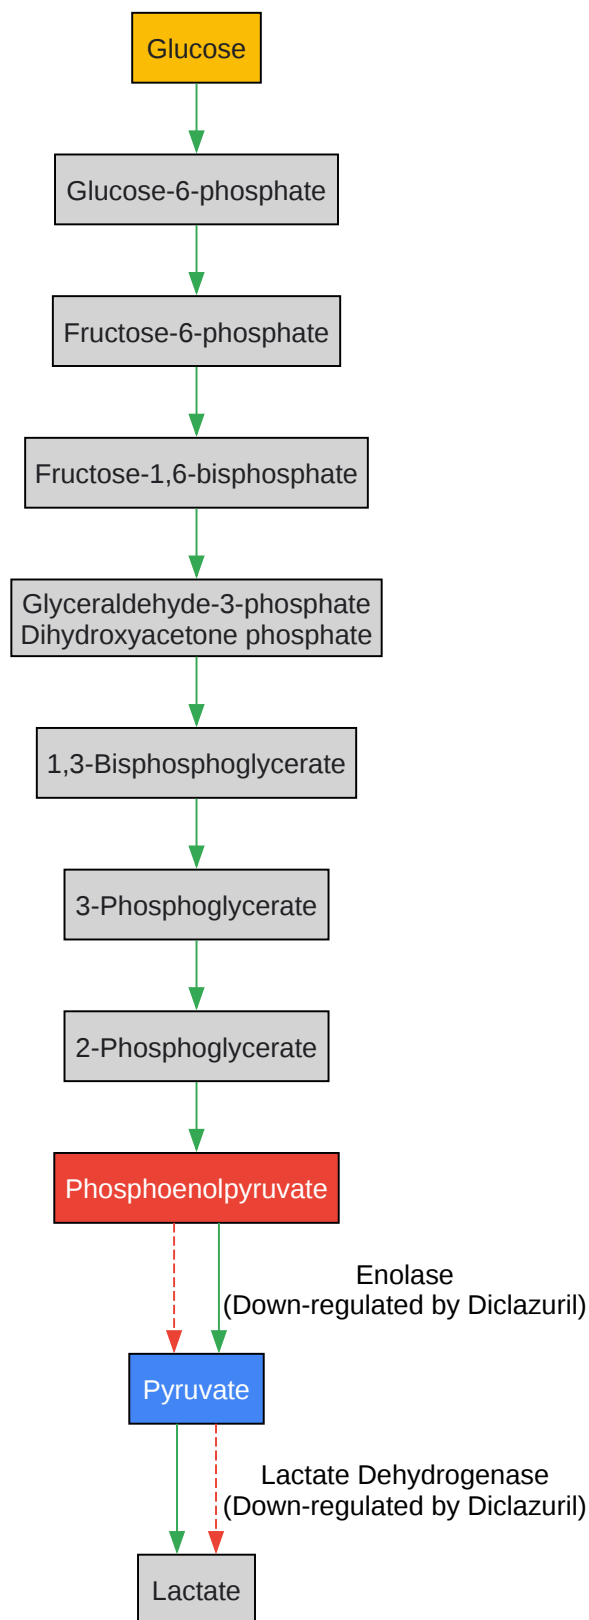 Glucose
Glucose-6-phosphate
Fructose-6-phosphate
Fructose-1,6-bisphosphate
Glyceraldehyde-3-phosphate
Dihydroxyacetone phosphate
1,3-Bisphosphoglycerate
3-Phosphoglycerate
2-Phosphoglycerate
Phosphoenolpyruvate
Enolase
(Down-regulated by Diclazuril)
Pyruvate
Lactate Dehydrogenase
(Down-regulated by Diclazuril)
Lactate